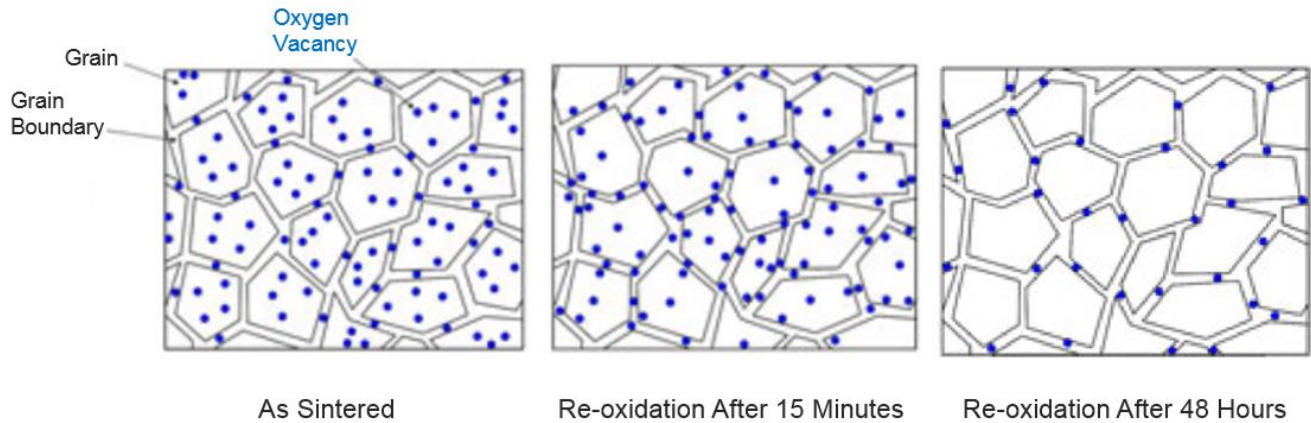 Oxygen
Vacancy
Grain
Grain
Boundary
As Sintered
Re-oxidation After 15 Minutes
Re-oxidation After 48 Hours